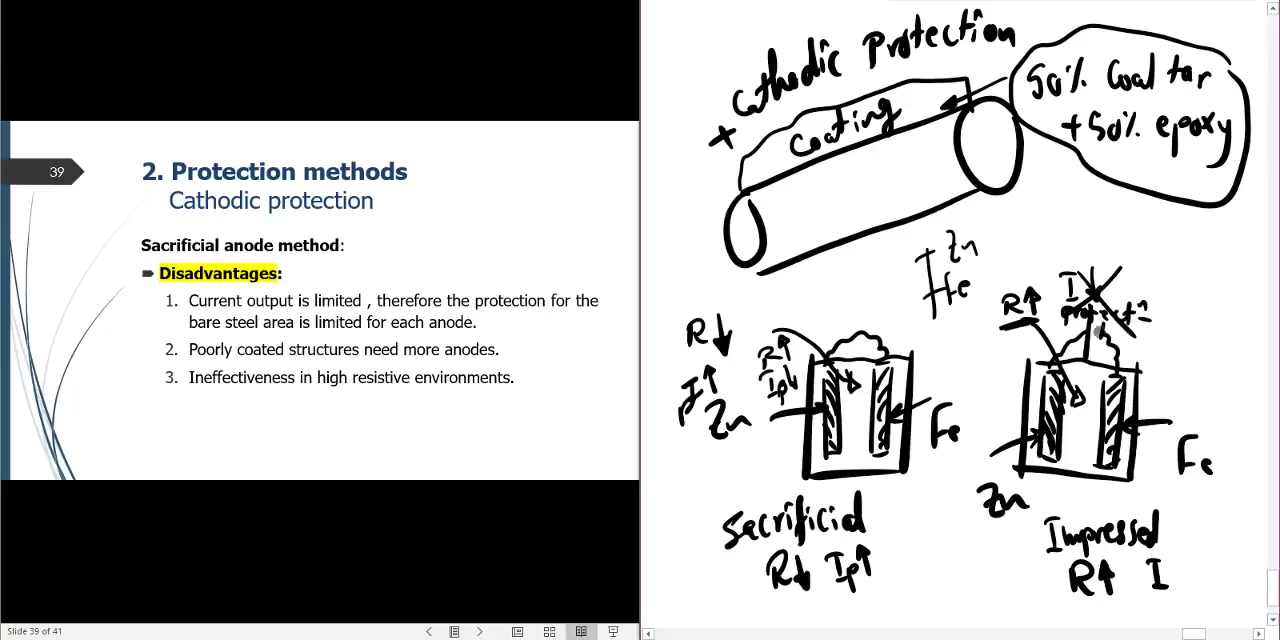 39
2. Protection methods
Cathodic protection
Sacrificial anode method:
Disadvantages:
1. Current output is limited , therefore the protection for the
bare steel area is limited for each anode.
2. Poorly coated structures need more anodes.
3. Ineffectiveness in high resistive environments.
Slide 39 of 41
Cathodic Protection
+
coating
50% Coal tar
+ 50% epoxy
Zn
Fe
R↓
I↑
R↑
Ip↓
Zn
Fe
Sacrificial
R↓ Ip↑
R↑
I
Zn
Fe
Impressed
R↑ I